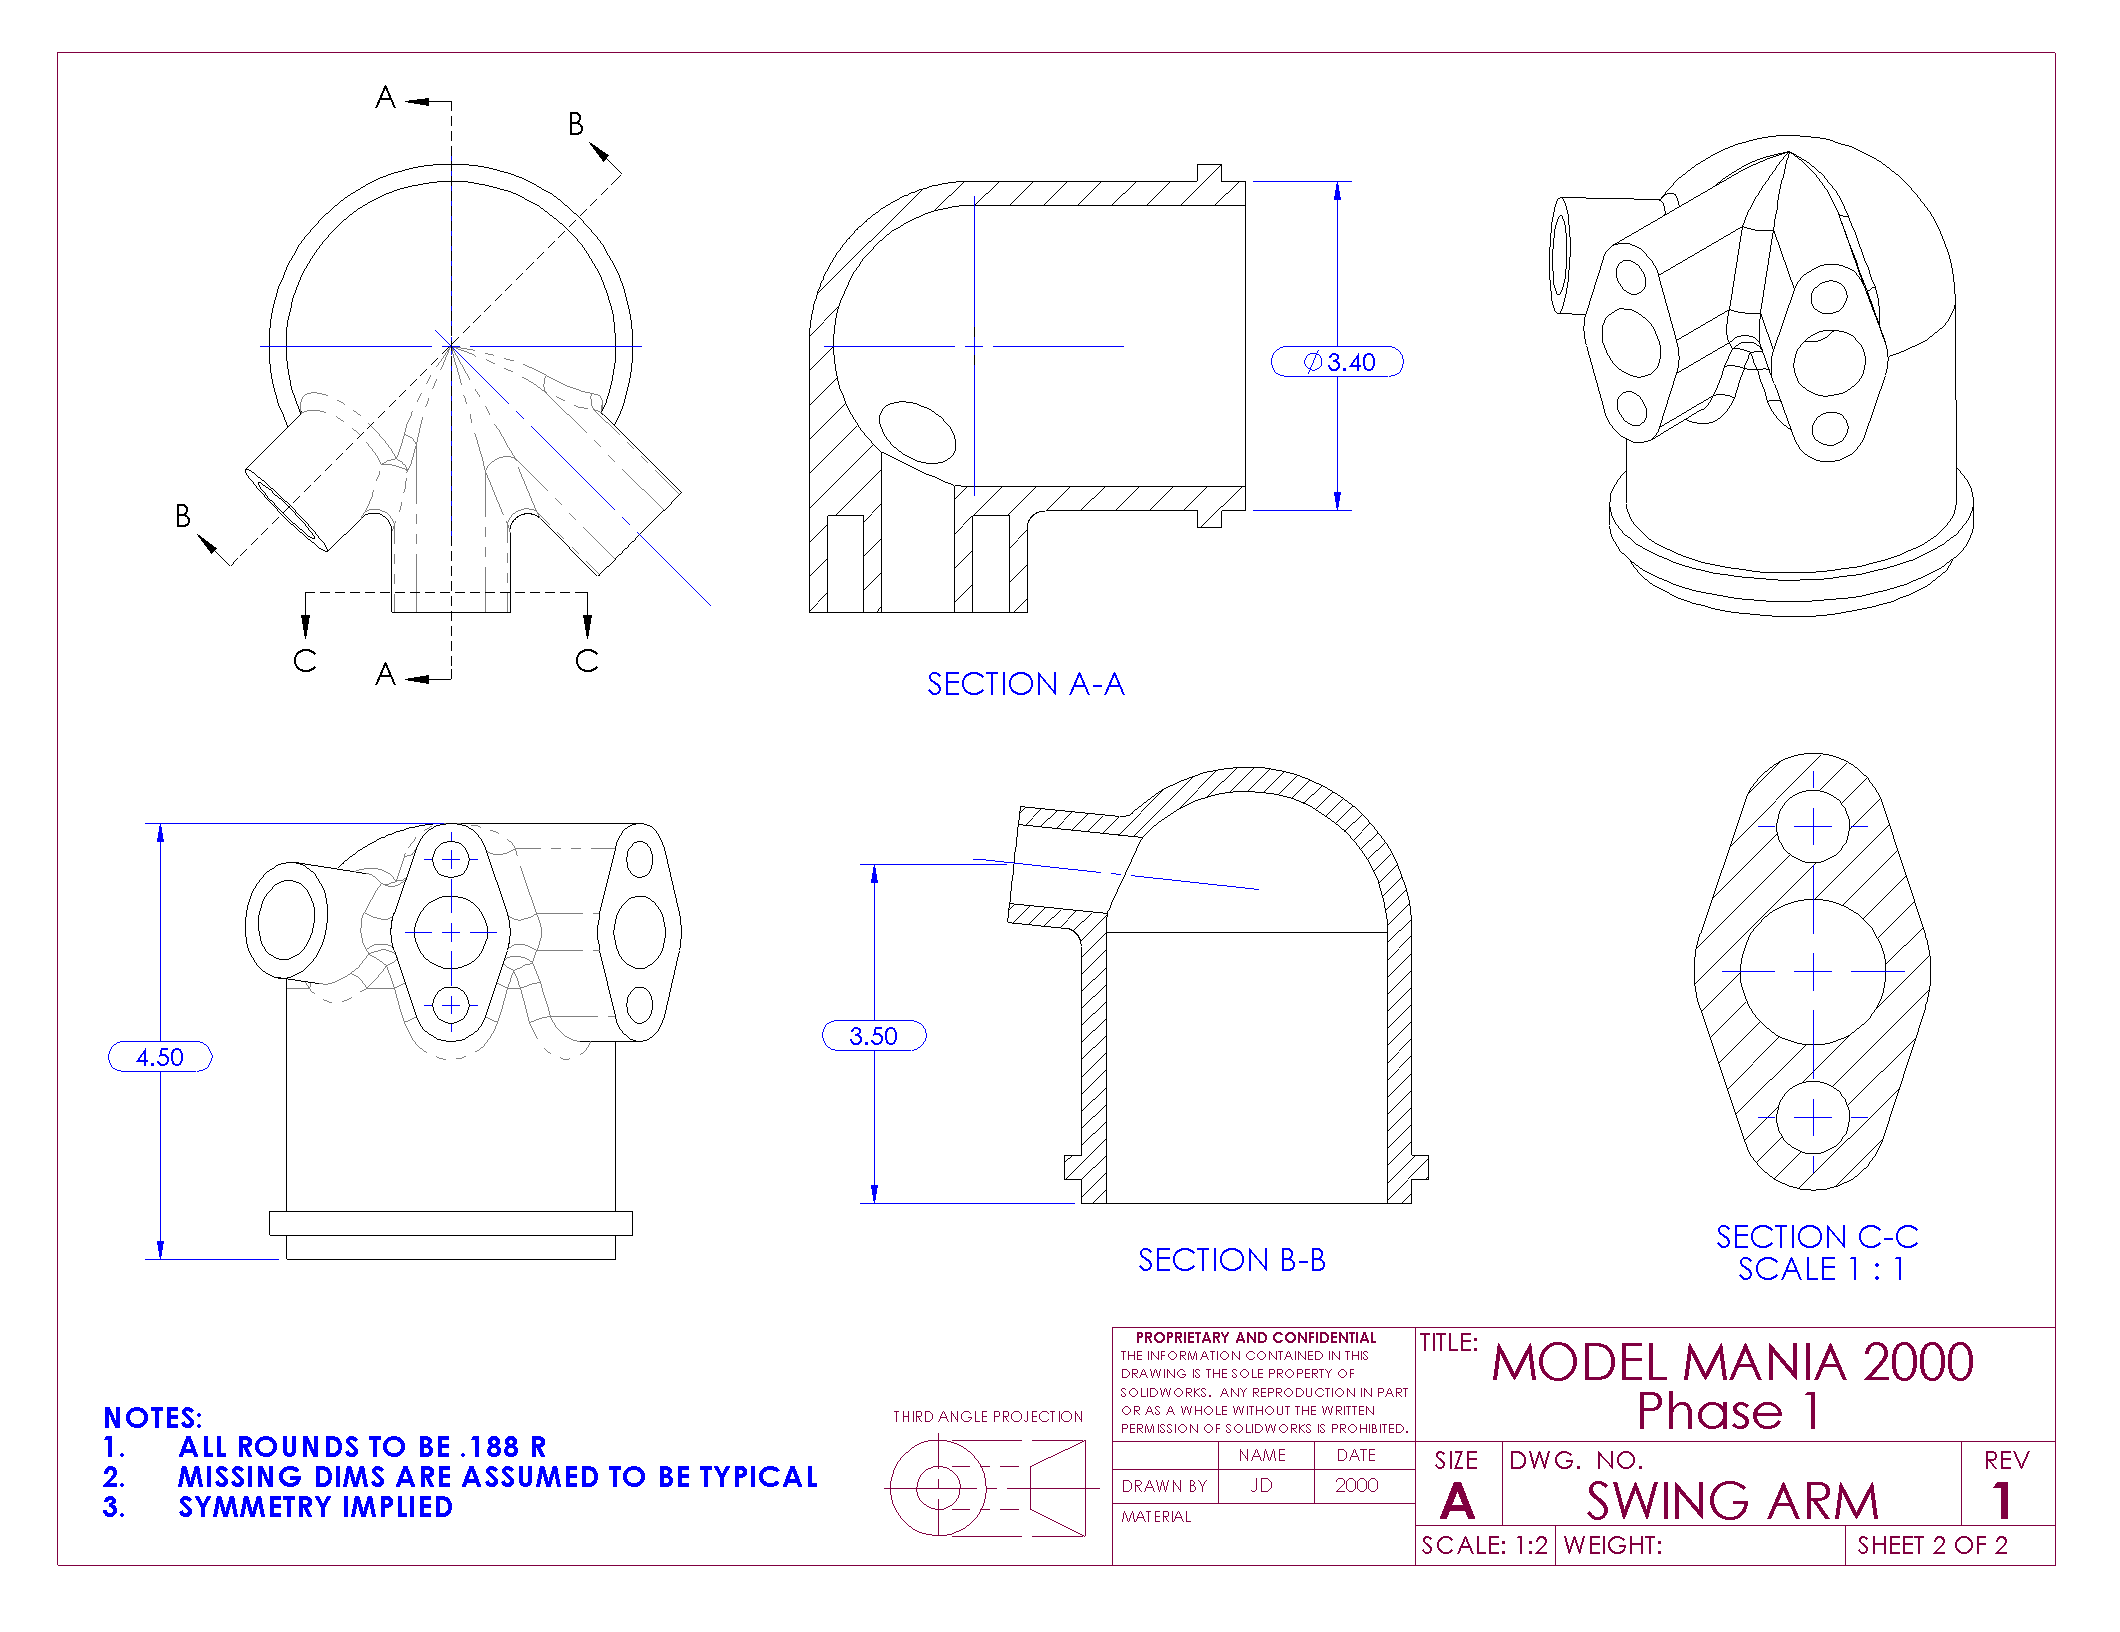 A
B
B
C
C
A
∅3.40
SECTION A-A
4.50
3.50
SECTION B-B
SECTION C-C
SCALE 1 : 1
NOTES:
1. ALL ROUNDS TO BE .188 R
2. MISSING DIMS ARE ASSUMED TO BE TYPICAL
3. SYMMETRY IMPLIED
THIRD ANGLE PROJECTION
PROPRIETARY AND CONFIDENTIAL
THE INFORMATION CONTAINED IN THIS
DRAWING IS THE SOLE PROPERTY OF
SOLIDWORKS. ANY REPRODUCTION IN PART
OR AS A WHOLE WITHOUT THE WRITTEN
PERMISSION OF SOLIDWORKS IS PROHIBITED.
NAME DATE
DRAWN BY JD 2000
MATERIAL
TITLE:
MODEL MANIA 2000
Phase 1
SIZE DWG. NO. REV
A SWING ARM 1
SCALE: 1:2 WEIGHT: SHEET 2 OF 2